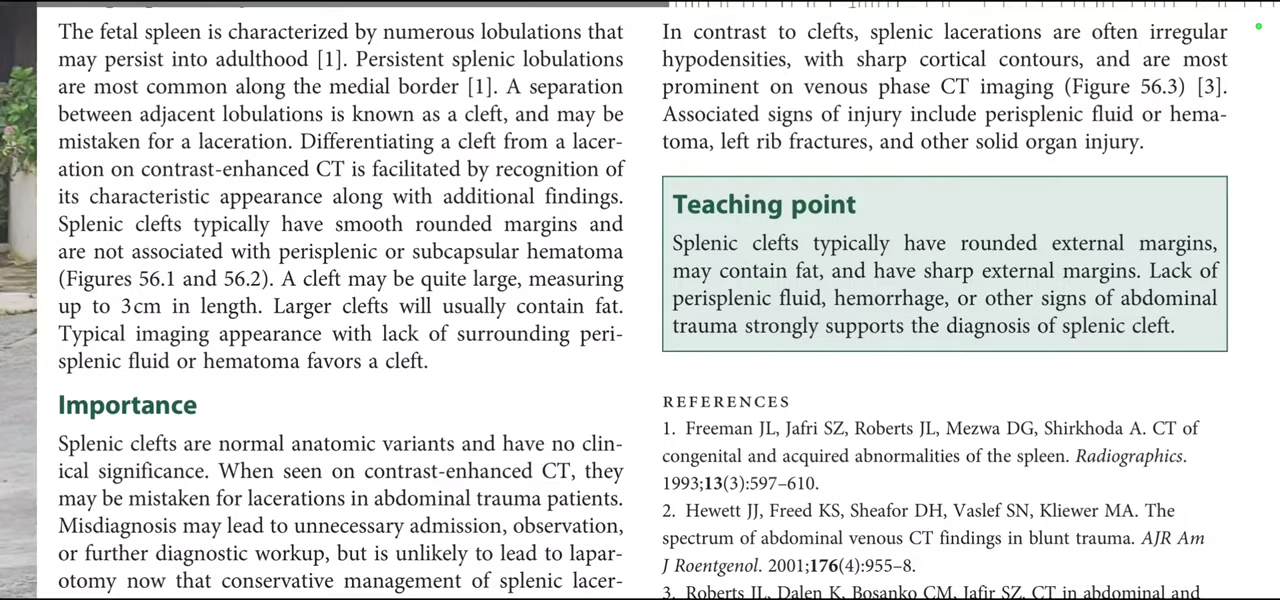 The fetal spleen is characterized by numerous lobulations that
may persist into adulthood [1]. Persistent splenic lobulations
are most common along the medial border [1]. A separation
between adjacent lobulations is known as a cleft, and may be
mistaken for a laceration. Differentiating a cleft from a lacer-
ation on contrast-enhanced CT is facilitated by recognition of
its characteristic appearance along with additional findings.
Splenic clefts typically have smooth rounded margins and
are not associated with perisplenic or subcapsular hematoma
(Figures 56.1 and 56.2). A cleft may be quite large, measuring
up to 3 cm in length. Larger clefts will usually contain fat.
Typical imaging appearance with lack of surrounding peri-
splenic fluid or hematoma favors a cleft.
Importance
Splenic clefts are normal anatomic variants and have no clin-
ical significance. When seen on contrast-enhanced CT, they
may be mistaken for lacerations in abdominal trauma patients.
Misdiagnosis may lead to unnecessary admission, observation,
or further diagnostic workup, but is unlikely to lead to lapar-
otomy now that conservative management of splenic lacer-
In contrast to clefts, splenic lacerations are often irregular
hypodensities, with sharp cortical contours, and are most
prominent on venous phase CT imaging (Figure 56.3) [3].
Associated signs of injury include perisplenic fluid or hema-
toma, left rib fractures, and other solid organ injury.
Teaching point
Splenic clefts typically have rounded external margins,
may contain fat, and have sharp external margins. Lack of
perisplenic fluid, hemorrhage, or other signs of abdominal
trauma strongly supports the diagnosis of splenic cleft.
REFERENCES
1. Freeman JL, Jafri SZ, Roberts JL, Mezwa DG, Shirkhoda A. CT of
congenital and acquired abnormalities of the spleen. Radiographics.
1993;13(3):597–610.
2. Hewett JJ, Freed KS, Sheafor DH, Vaslef SN, Kliewer MA. The
spectrum of abdominal venous CT findings in blunt trauma. AJR Am
J Roentgenol. 2001;176(4):955–8.
3. Roberts JL, Dalen K, Bosanko CM, Jafir SZ. CT in abdominal and